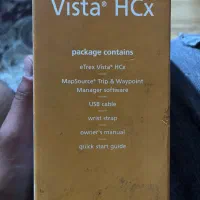 Vista® HCx
package contains
eTrex Vista® HCx
MapSource® Trip & Waypoint
Manager software
USB cable
wrist strap
owner's manual
quick start guide